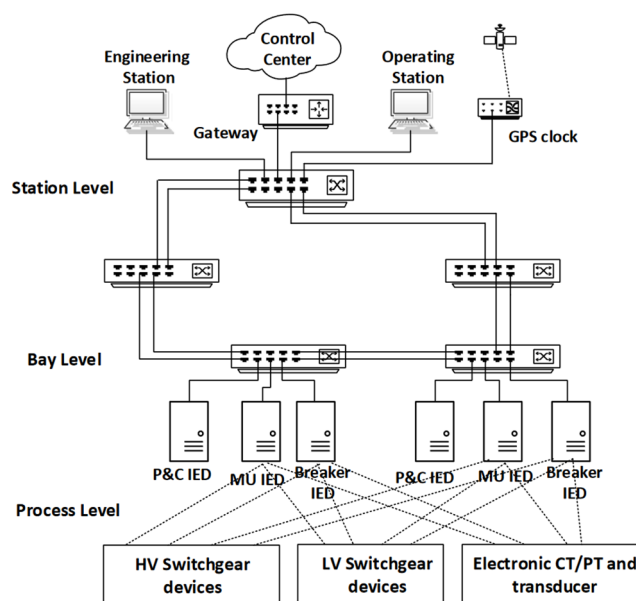 Engineering
Station
Control
Center
Operating
Station
Gateway
GPS clock
Station Level
Bay Level
P&C IED
MU IED
Breaker
IED
P&C IED
MU IED
Breaker
IED
Process Level
HV Switchgear
devices
LV Switchgear
devices
Electronic CT/PT and
transducer